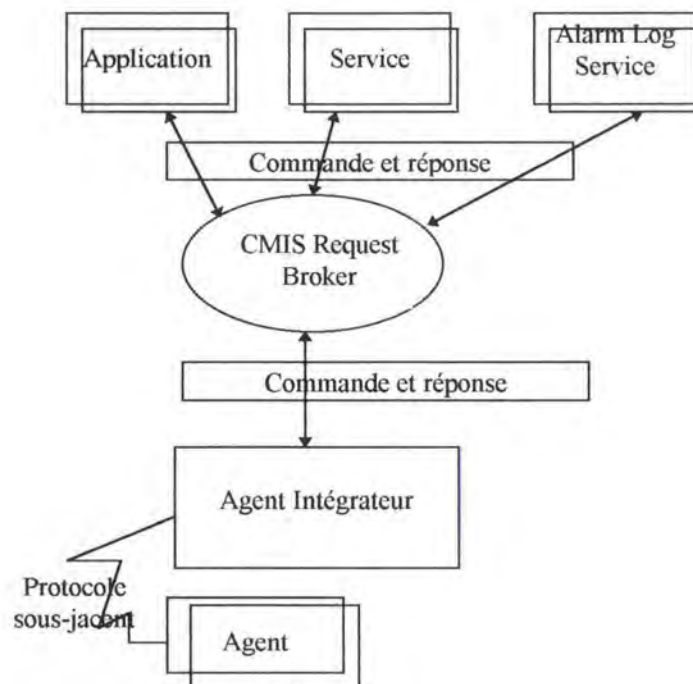 Application
Service
Alarm Log
Service
Commande et réponse
CMIS Request
Broker
Commande et réponse
Agent Intégrateur
Protocole
sous-jacent
Agent